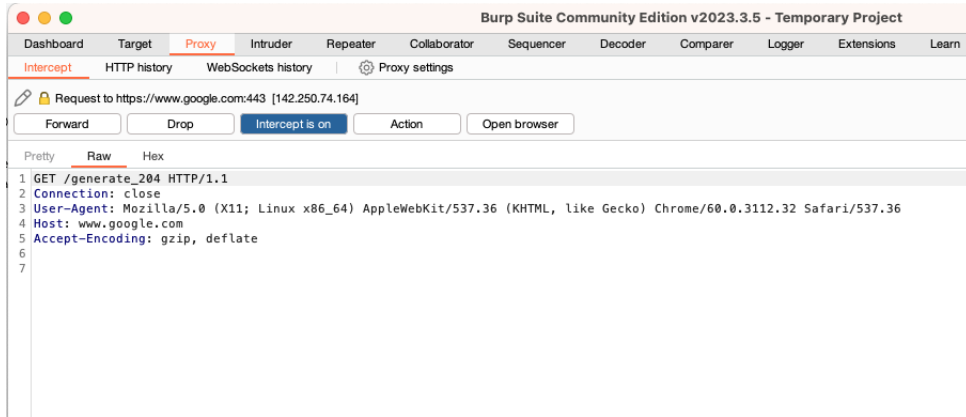 Burp Suite Community Edition v2023.3.5 - Temporary Project
Dashboard Target Proxy Intruder Repeater Collaborator Sequencer Decoder Comparer Logger Extensions Learn
Intercept HTTP history WebSockets history Proxy settings
Request to https://www.google.com:443 [142.250.74.164]
Forward Drop Intercept is on Action Open browser
Pretty Raw Hex
1 GET /generate_204 HTTP/1.1
2 Connection: close
3 User-Agent: Mozilla/5.0 (X11; Linux x86_64) AppleWebKit/537.36 (KHTML, like Gecko) Chrome/60.0.3112.32 Safari/537.36
4 Host: www.google.com
5 Accept-Encoding: gzip, deflate
6
7